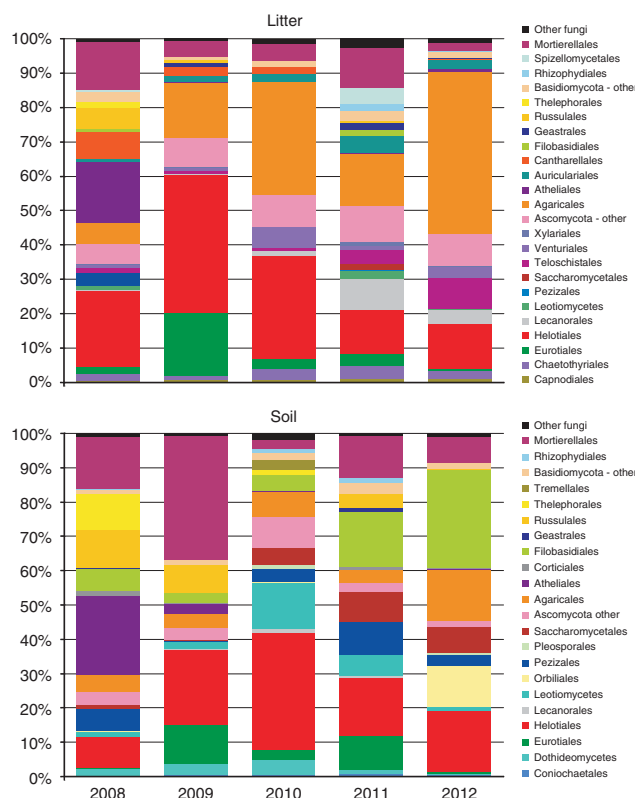 Litter
100%
90%
80%
70%
60%
50%
40%
30%
20%
10%
0%
Other fungi
Mortierellales
Spizellomycetales
Rhizophydiales
Basidiomycota - other
Thelephorales
Russulales
Geastrales
Filobasidiales
Cantharellales
Auriculariales
Atheliales
Agaricales
Ascomycota - other
Xylariales
Venturiales
Teloschistales
Saccharomycetales
Pezizales
Leotiomycetes
Lecanorales
Helotiales
Eurotiales
Chaetothyriales
Capnodiales
Soil
100%
90%
80%
70%
60%
50%
40%
30%
20%
10%
0%
2008 2009 2010 2011 2012
Other fungi
Mortierellales
Rhizophydiales
Basidiomycota - other
Tremellales
Thelephorales
Russulales
Geastrales
Filobasidiales
Corticiales
Atheliales
Agaricales
Ascomycota other
Saccharomycetales
Pleosporales
Pezizales
Orbiliales
Leotiomycetes
Lecanorales
Helotiales
Eurotiales
Dothideomycetes
Coniochaetales